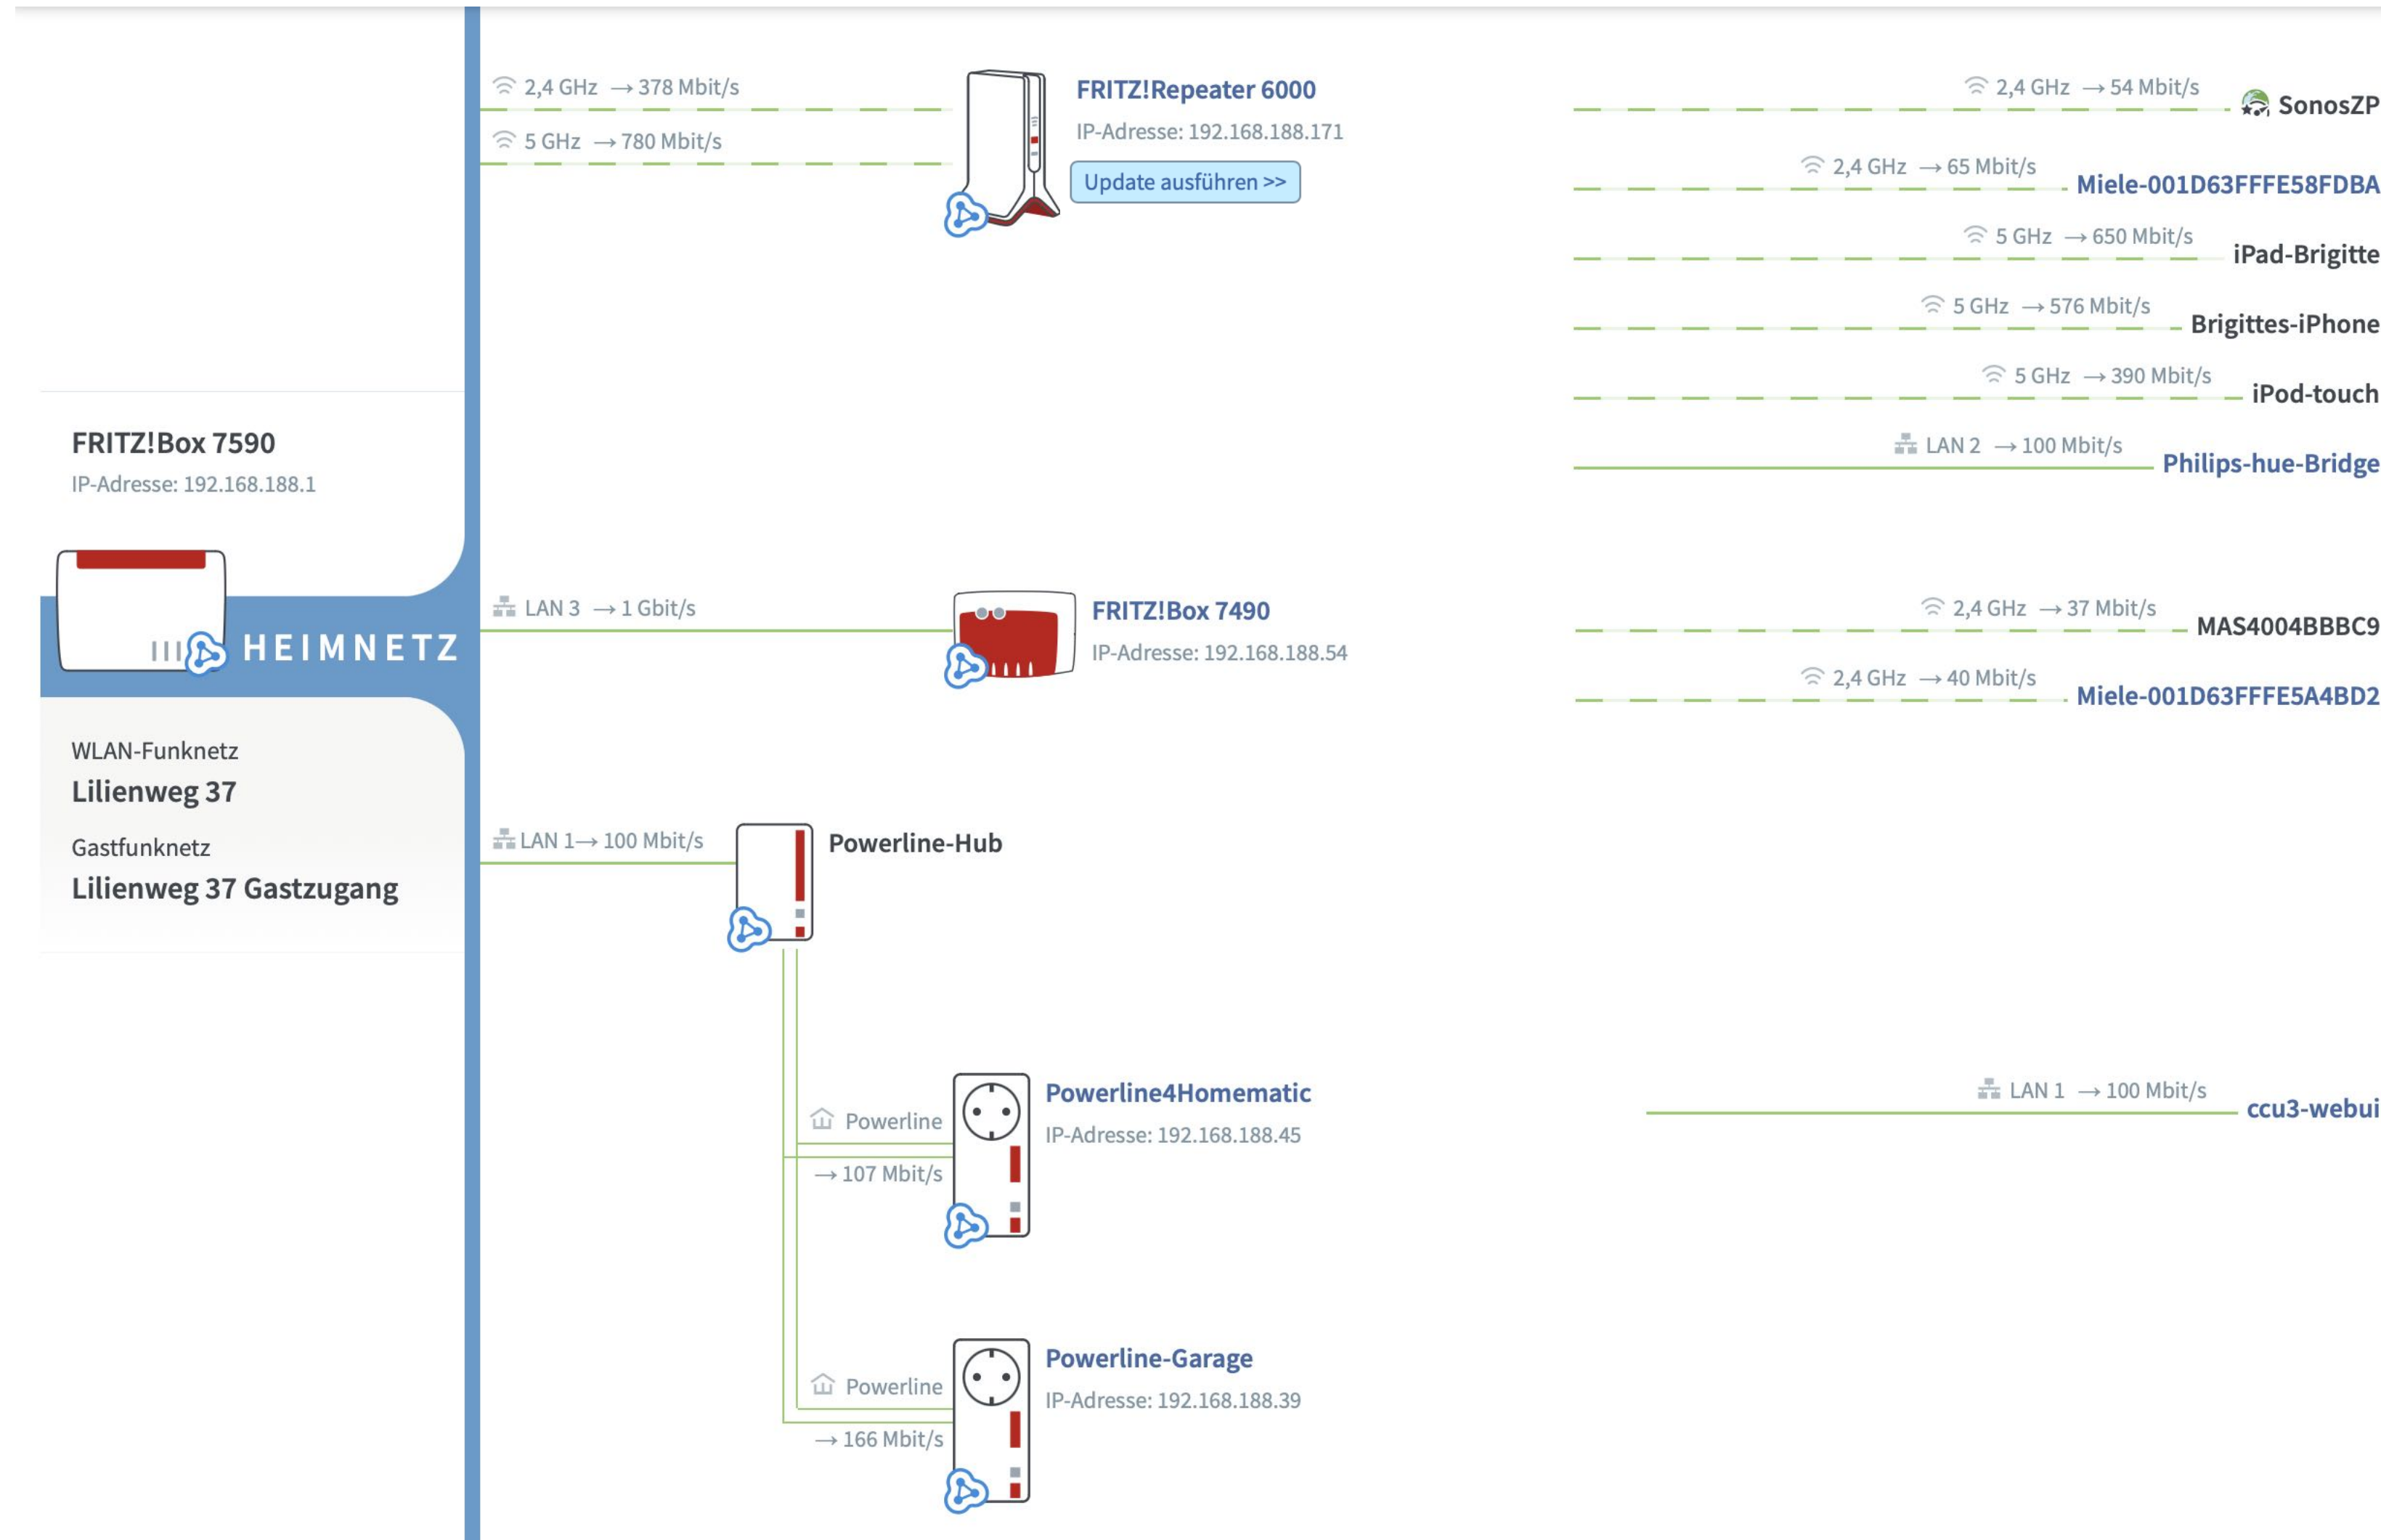 2,4 GHz → 378 Mbit/s
5 GHz → 780 Mbit/s
FRITZ!Repeater 6000
IP-Adresse: 192.168.188.171
Update ausführen >>
2,4 GHz → 54 Mbit/s
SonosZP
2,4 GHz → 65 Mbit/s
Miele-001D63FFFE58FDBA
5 GHz → 650 Mbit/s
iPad-Brigitte
5 GHz → 576 Mbit/s
Brigittes-iPhone
5 GHz → 390 Mbit/s
iPod-touch
LAN 2 → 100 Mbit/s
Philips-hue-Bridge
FRITZ!Box 7590
IP-Adresse: 192.168.188.1
HEIMNETZ
WLAN-Funknetz
Lilienweg 37
Gastfunknetz
Lilienweg 37 Gastzugang
LAN 3 → 1 Gbit/s
FRITZ!Box 7490
IP-Adresse: 192.168.188.54
2,4 GHz → 37 Mbit/s
MAS4004BBBC9
2,4 GHz → 40 Mbit/s
Miele-001D63FFFE5A4BD2
LAN 1→ 100 Mbit/s
Powerline-Hub
Powerline
→ 107 Mbit/s
Powerline4Homematic
IP-Adresse: 192.168.188.45
LAN 1 → 100 Mbit/s
ccu3-webui
Powerline
→ 166 Mbit/s
Powerline-Garage
IP-Adresse: 192.168.188.39